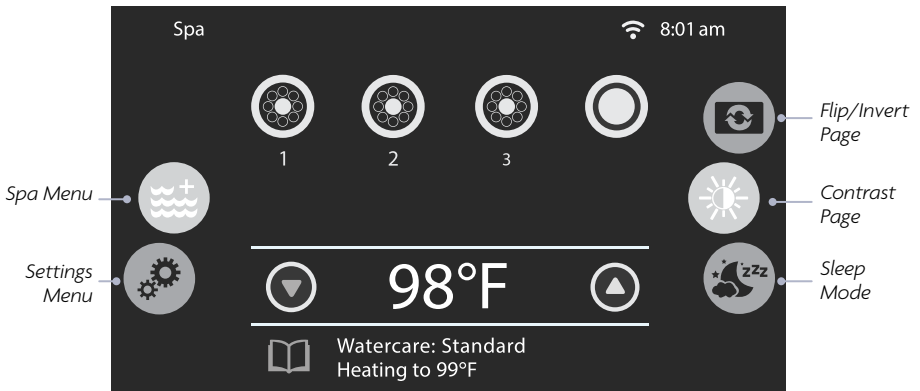 Spa
8:01 am
Flip/Invert
Page
1 2 3
Spa Menu
Contrast
Page
Settings
Menu
98°F
zzz
Sleep
Mode
Watercare: Standard
Heating to 99°F